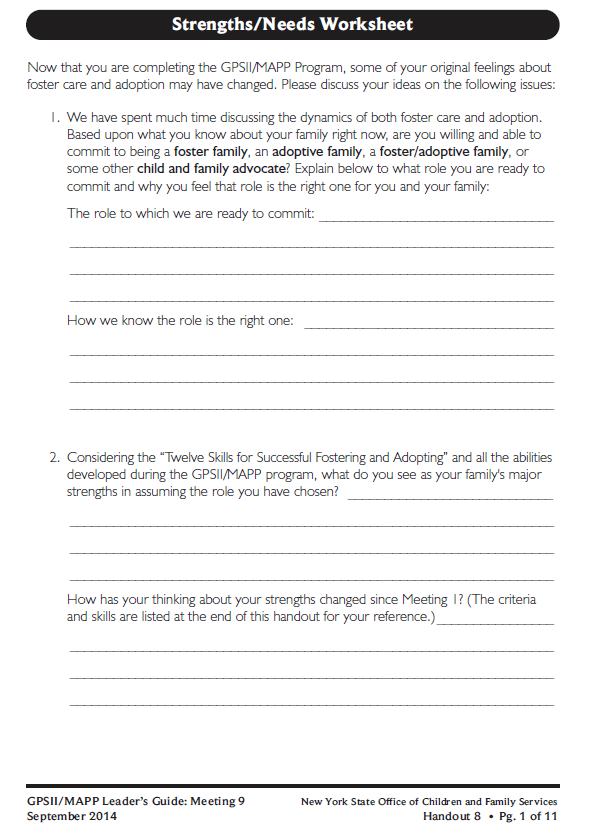 Strengths/Needs Worksheet
Now that you are completing the GPSII/MAPP Program, some of your original feelings about
foster care and adoption may have changed. Please discuss your ideas on the following issues:
1. We have spent much time discussing the dynamics of both foster care and adoption.
Based upon what you know about your family right now, are you willing and able to
commit to being a foster family, an adoptive family, a foster/adoptive family, or
some other child and family advocate? Explain below to what role you are ready to
commit and why you feel that role is the right one for you and your family:
The role to which we are ready to commit:
How we know the role is the right one:
2. Considering the “Twelve Skills for Successful Fostering and Adopting” and all the abilities
developed during the GPSII/MAPP program, what do you see as your family's major
strengths in assuming the role you have chosen?
How has your thinking about your strengths changed since Meeting 1? (The criteria
and skills are listed at the end of this handout for your reference.)
GPSII/MAPP Leader’s Guide: Meeting 9 New York State Office of Children and Family Services
September 2014 Handout 8 • Pg. 1 of 11